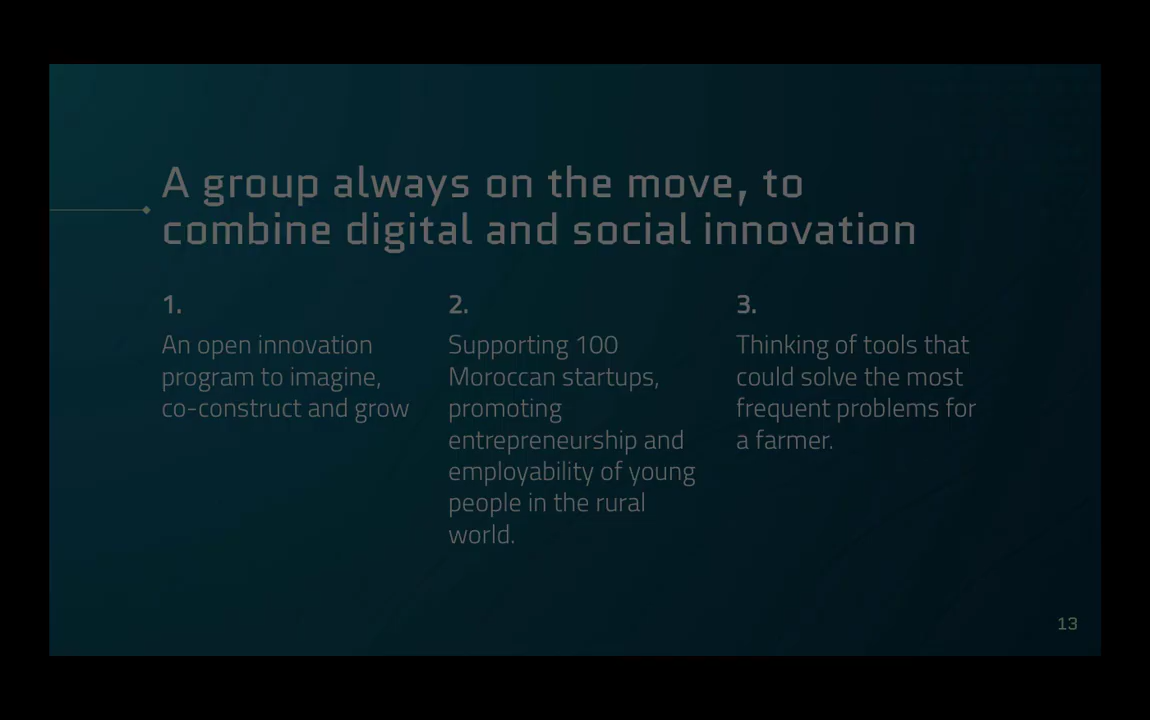 A group always on the move, to
combine digital and social innovation
1.
An open innovation
program to imagine,
co-construct and grow
2.
Supporting 100
Moroccan startups,
promoting
entrepreneurship and
employability of young
people in the rural
world.
3.
Thinking of tools that
could solve the most
frequent problems for
a farmer.
13